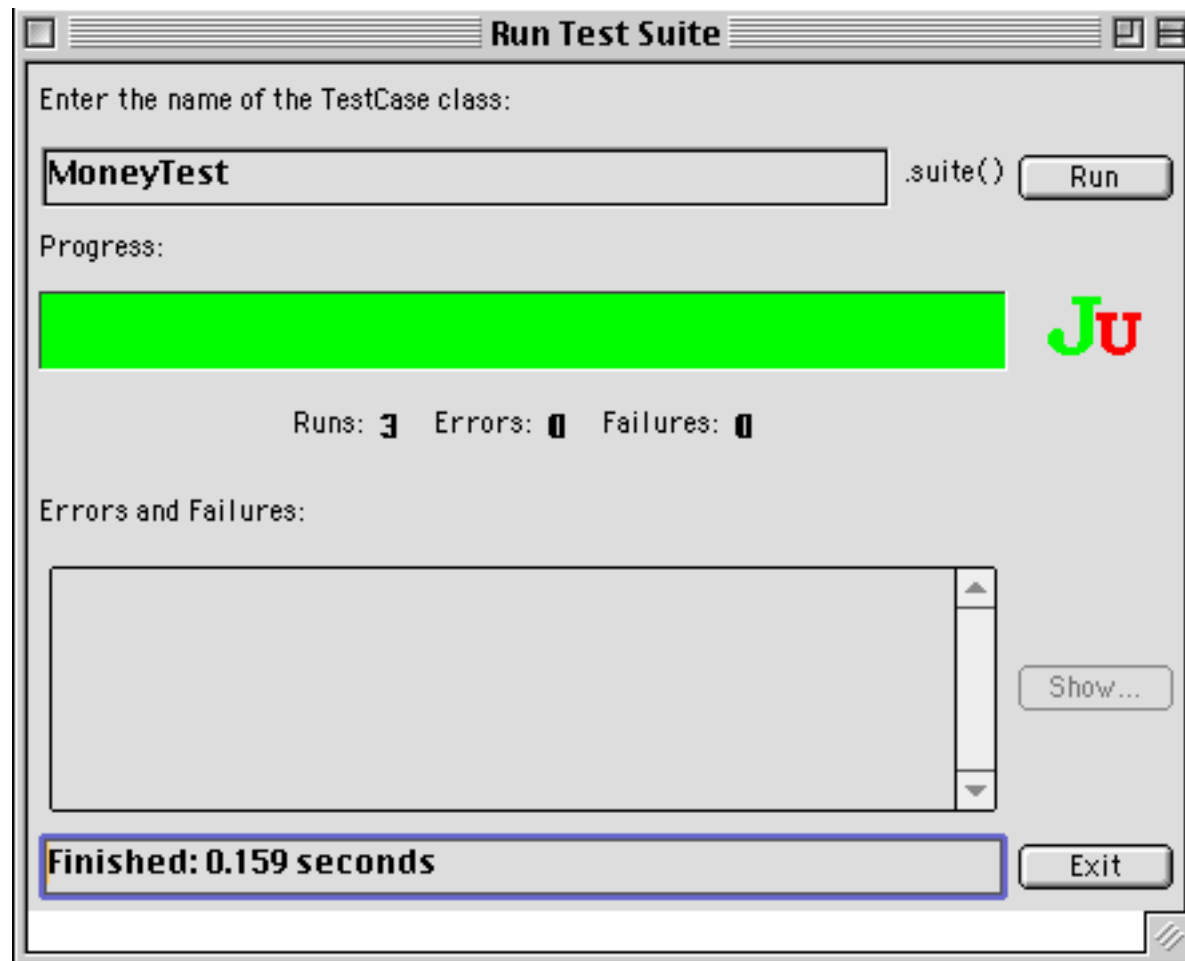 Run Test Suite
Enter the name of the TestCase class:
MoneyTest .suite() Run
Progress:
JU
Runs: 3 Errors: 0 Failures: 0
Errors and Failures:
Show...
Finished: 0.159 seconds Exit